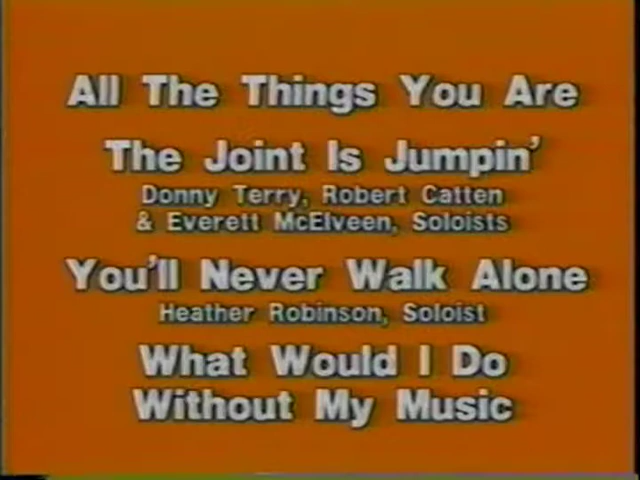 All The Things You Are
The Joint Is Jumpin'
Donny Terry, Robert Catten
& Everett McElveen, Soloists
You'll Never Walk Alone
Heather Robinson, Soloist
What Would I Do
Without My Music